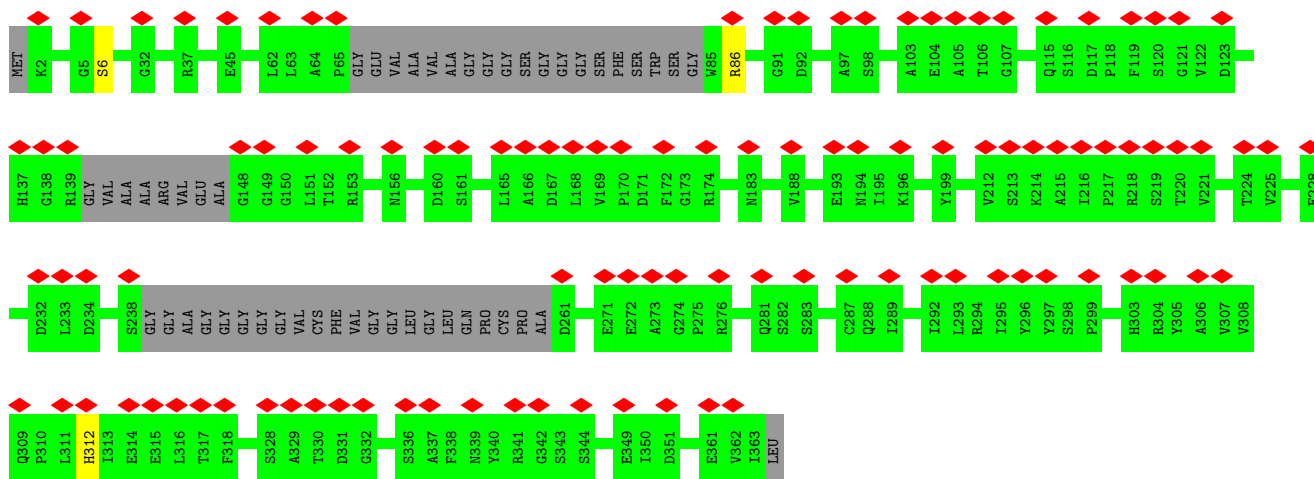 MET K2 G5 S6 G32 R37 E45 L62 L63 A64 P65 GLY GLU VAL ALA VAL ALA GLY GLY GLY SER GLY GLY GLY SER PHE SER TRP SER GLY W85 R86 G91 D92 A97 S98 A103 E104 A105 T106 G107 Q115 S116 D117 P118 F119 S120 G121 V122 D123
H137 G138 R139 GLY VAL ALA ALA ARG VAL GLU ALA G148 G149 G150 L151 T152 R153 N156 D160 S161 L165 A166 D167 L168 V169 P170 D171 F172 G173 R174 N183 V188 E193 N194 I195 K196 Y199 V212 S213 K214 A215 I216 P217 R218 S219 T220 V221 T224 V225
D232 L233 D234 S238 GLY GLY ALA GLY GLY GLY GLY VAL CYS PHE VAL GLY GLY LEU GLY LEU GLN PRO CYS PRO ALA D261 E271 E272 A273 G274 P275 R276 Q281 S282 S283 C287 Q288 I289 I292 L293 R294 I295 Y296 Y297 S298 P299 H303 R304 Y305 A306 V307 V308
Q309 P310 L311 H312 I313 E314 E315 L316 T317 F318 S328 A329 T330 D331 G332 S336 A337 F338 N339 Y340 R341 G342 S343 S344 E349 I350 D351 E361 V362 I363 LEU